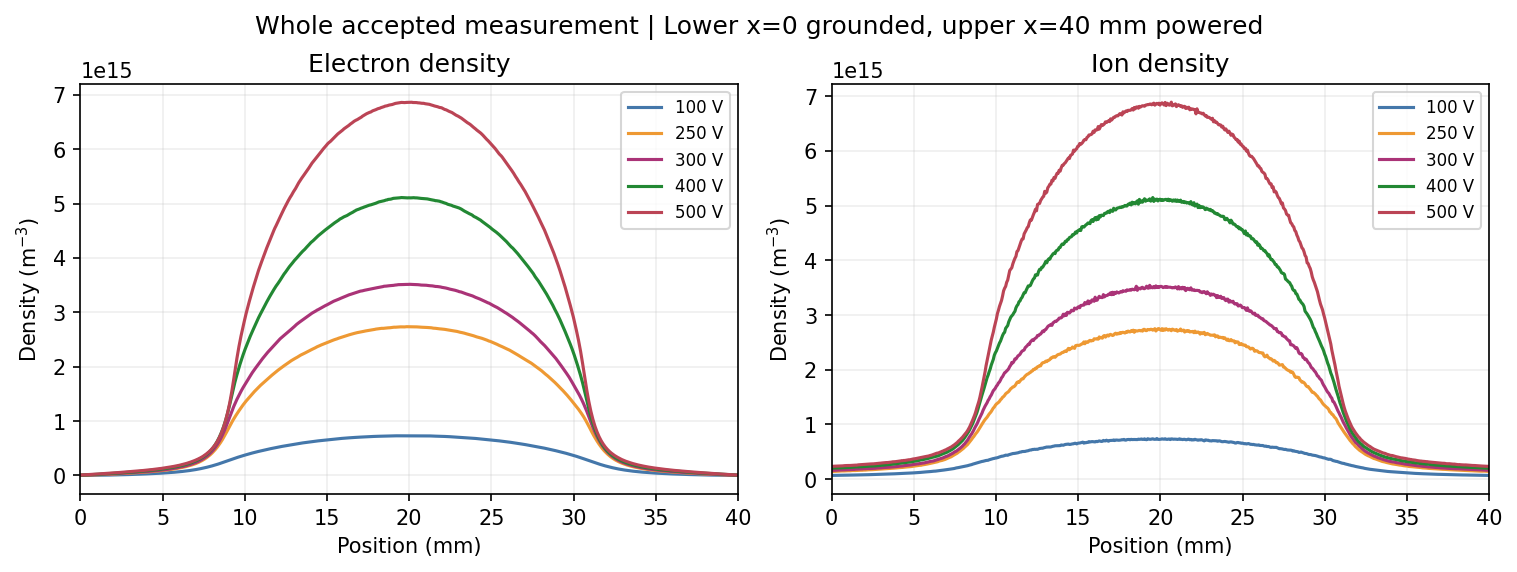 Whole accepted measurement | Lower x=0 grounded, upper x=40 mm powered
Electron density
1e15
7
6
5
4
3
2
1
0
Density (m⁻³)
0 5 10 15 20 25 30 35 40
Position (mm)
100 V
250 V
300 V
400 V
500 V
Ion density
1e15
7
6
5
4
3
2
1
0
Density (m⁻³)
0 5 10 15 20 25 30 35 40
Position (mm)
100 V
250 V
300 V
400 V
500 V